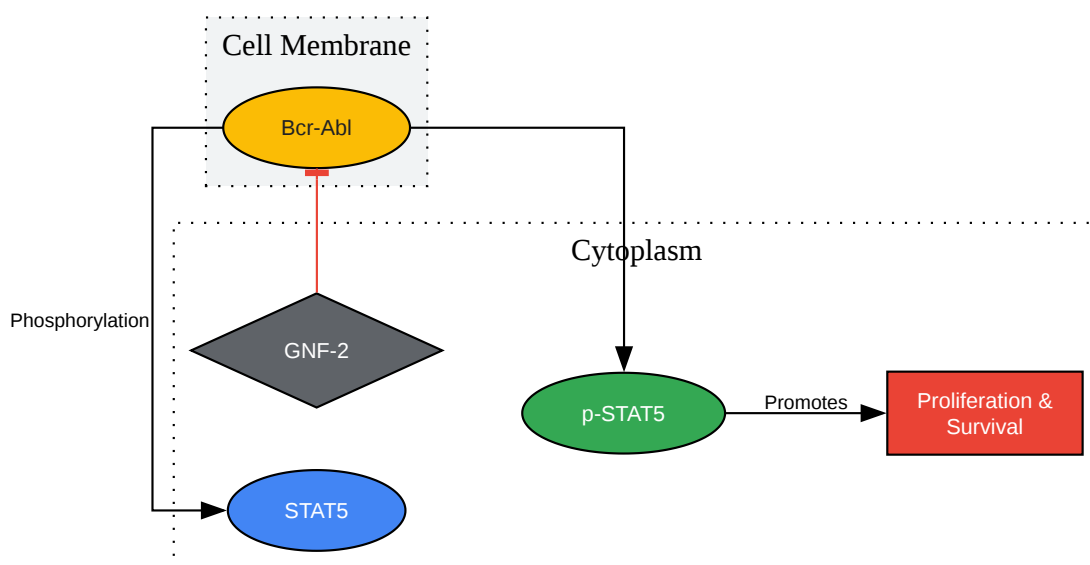 Cell Membrane
Bcr-Abl
Cytoplasm
Phosphorylation
GNF-2
p-STAT5
Promotes
Proliferation &
Survival
STAT5